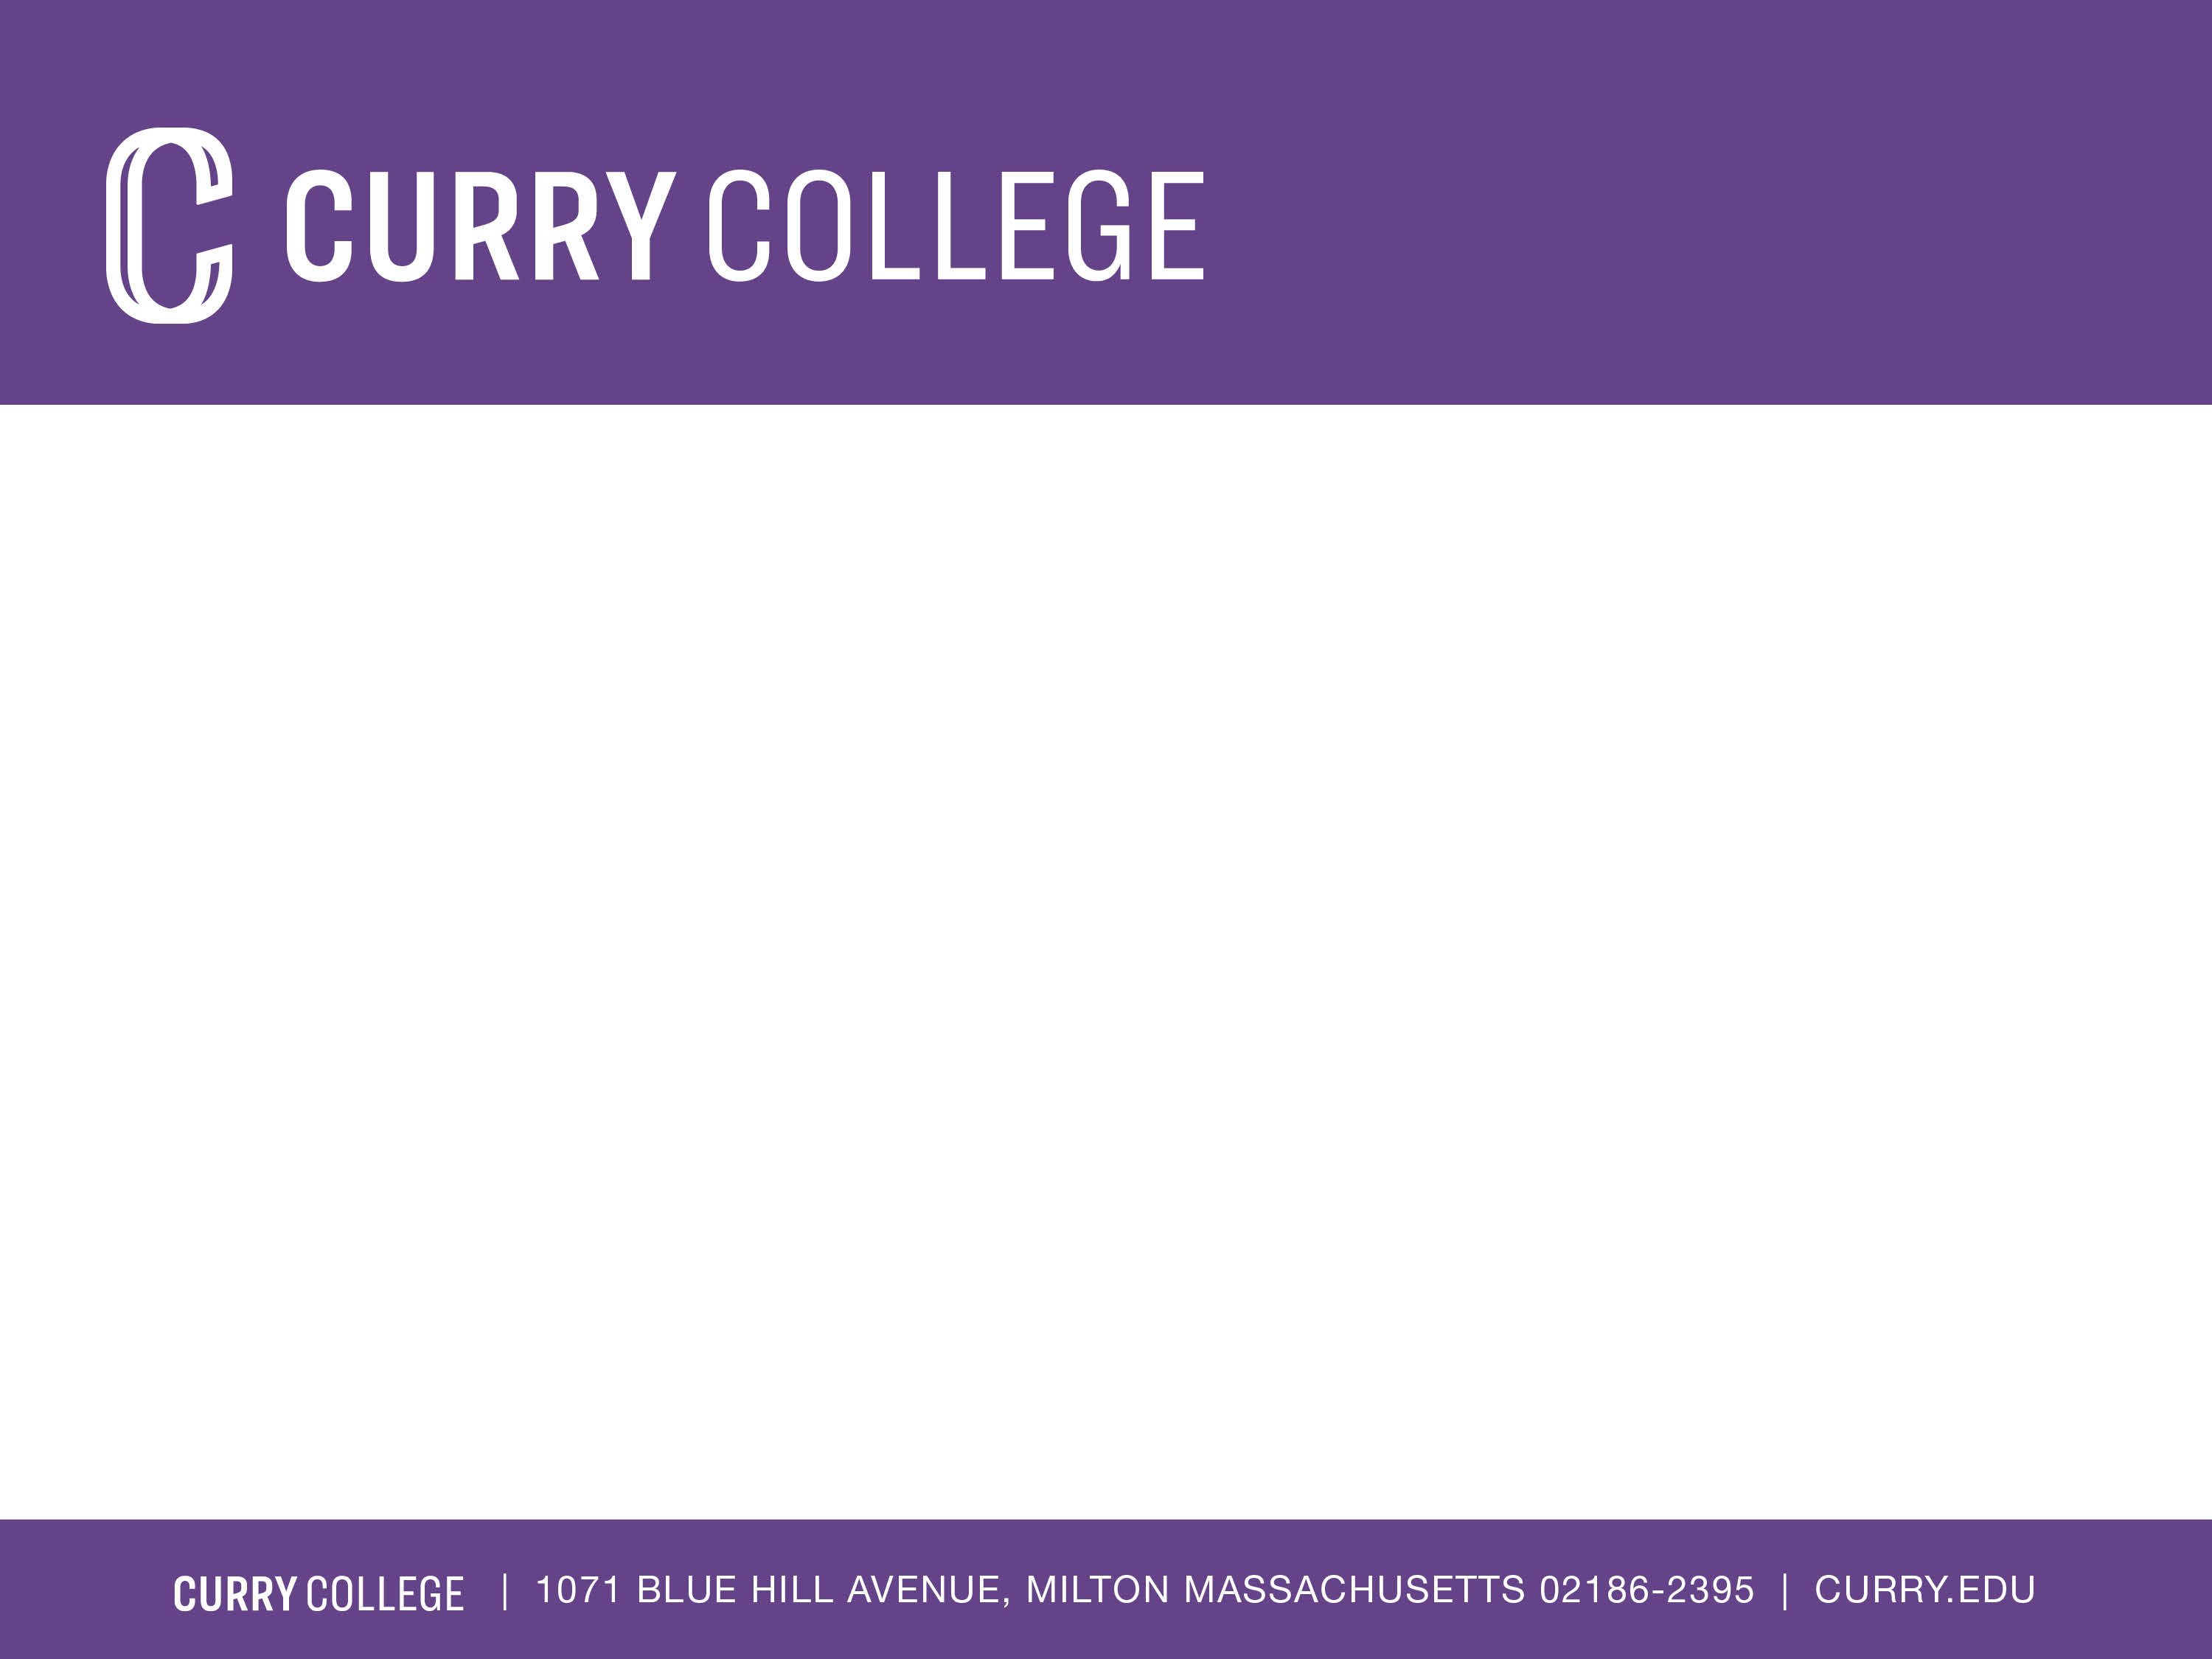 C CURRY COLLEGE
CURRY COLLEGE | 1071 BLUE HILL AVENUE, MILTON MASSACHUSETTS 02186-2395 | CURRY.EDU